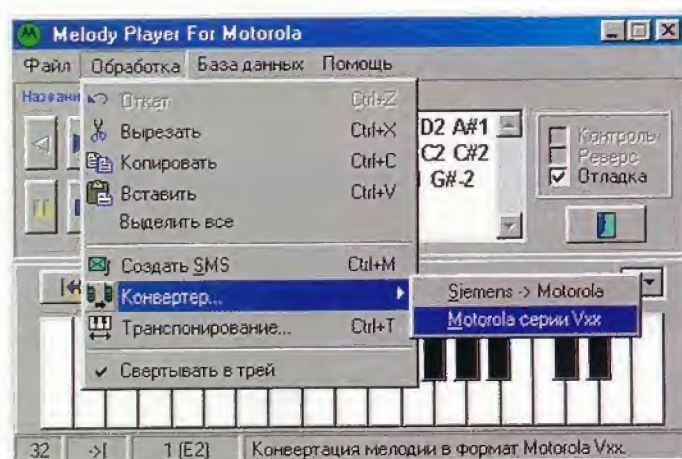 Melody Player For Motorola
Файл Обработка База данных Помощь
Названи
Откат Ctrl+Z
Вырезать Ctrl+X
Копировать Ctrl+C
Вставить Ctrl+V
Выделить все
D2 A#1
C2 C#2
G#-2
Контроль
Реверс
Отладка
Создать SMS Ctrl+M
Конвертер...
Siemens -> Motorola
Motorola серии Vxx
Транспонирование... Ctrl+T
Свертывать в трей
32 ->| 1 (E2) Конвертация мелодии в формат Motorola Vxx.